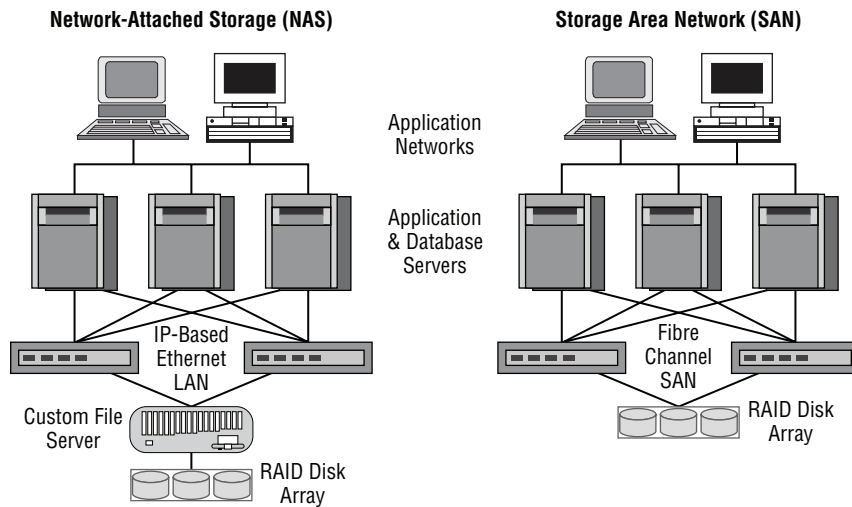 Network-Attached Storage (NAS)
Storage Area Network (SAN)
Application
Networks
Application
& Database
Servers
IP-Based
Ethernet
LAN
Fibre
Channel
SAN
Custom File
Server
RAID Disk
Array
RAID Disk
Array